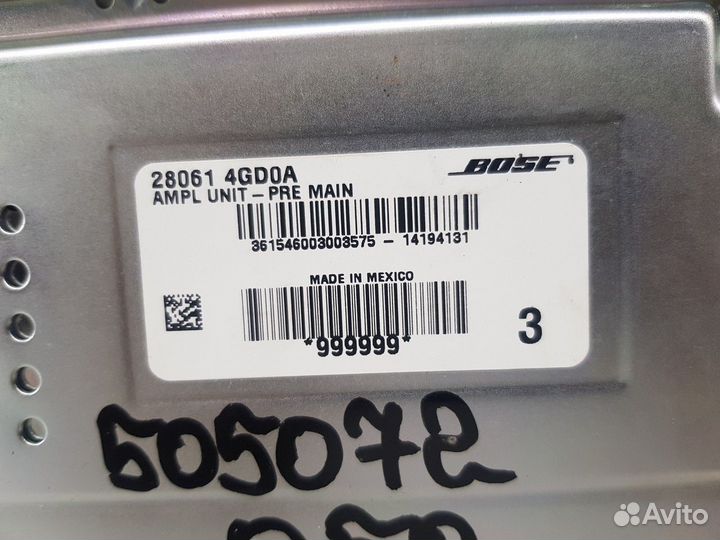 28061 4GD0A
BOSE
AMPL UNIT – PRE MAIN
361546003003575 – 14194131
MADE IN MEXICO
*999999*
3
505072
Avito